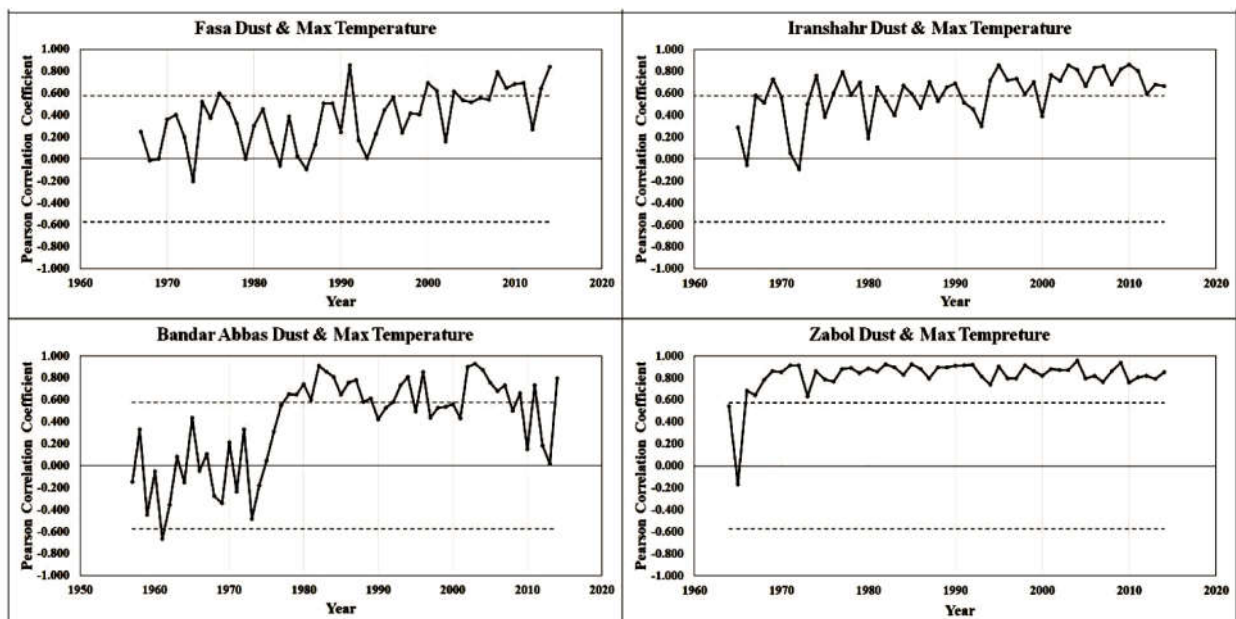 Fasa Dust & Max Temperature
Pearson Correlation Coefficient
1.000
0.800
0.600
0.400
0.200
0.000
-0.200
-0.400
-0.600
-0.800
-1.000
1960 1970 1980 1990 2000 2010 2020
Year
Iranshahr Dust & Max Temperature
Pearson Correlation Coefficient
1.000
0.800
0.600
0.400
0.200
0.000
-0.200
-0.400
-0.600
-0.800
-1.000
1960 1970 1980 1990 2000 2010 2020
Year
Bandar Abbas Dust & Max Temperature
Pearson Correlation Coefficient
1.000
0.800
0.600
0.400
0.200
0.000
-0.200
-0.400
-0.600
-0.800
-1.000
1950 1960 1970 1980 1990 2000 2010 2020
Year
Zabol Dust & Max Tempreture
Pearson Correlation Coefficient
1.000
0.800
0.600
0.400
0.200
0.000
-0.200
-0.400
-0.600
-0.800
-1.000
1960 1970 1980 1990 2000 2010 2020
Year